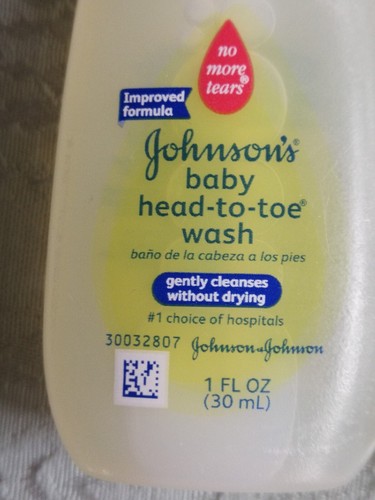 no
more
tears®
Improved
formula
Johnson's®
baby
head-to-toe®
wash
baño de la cabeza a los pies
gently cleanses
without drying
#1 choice of hospitals
30032807 Johnson & Johnson
1 FL OZ
(30 mL)